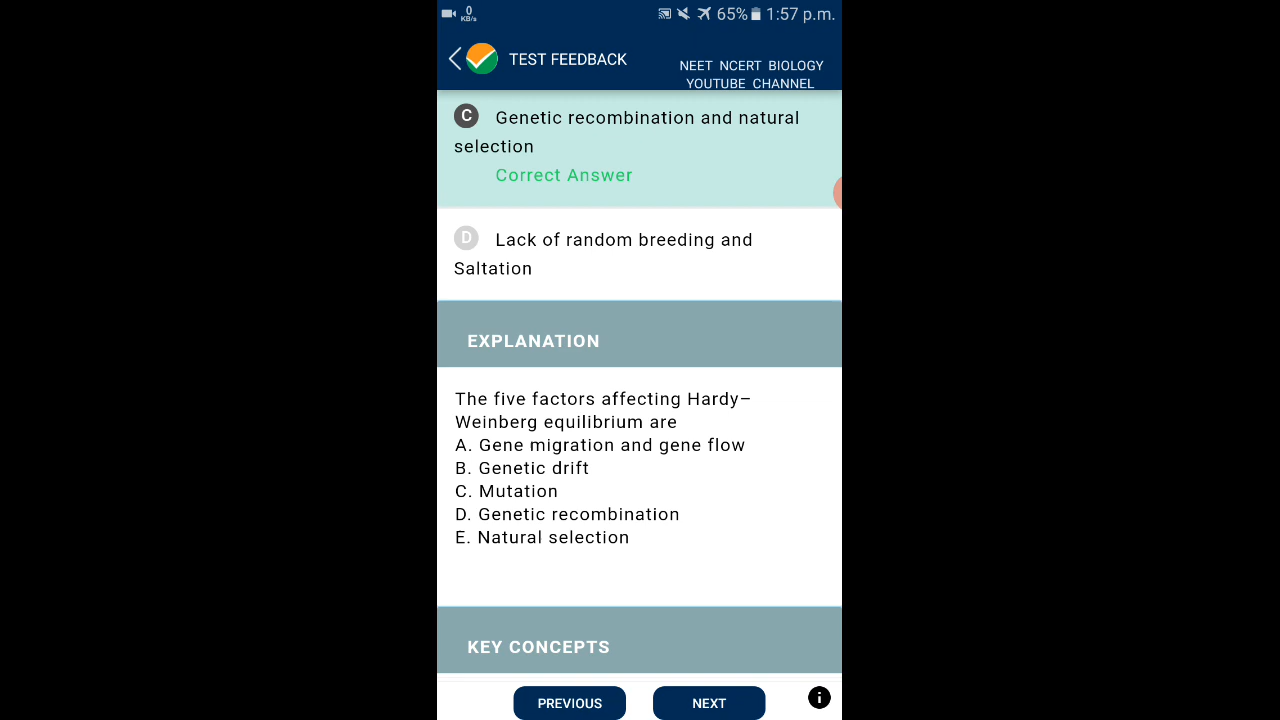 0
KB/s
65% 1:57 p.m.
TEST FEEDBACK
NEET NCERT BIOLOGY
YOUTUBE CHANNEL
C Genetic recombination and natural
selection
Correct Answer
D Lack of random breeding and
Saltation
EXPLANATION
The five factors affecting Hardy–
Weinberg equilibrium are
A. Gene migration and gene flow
B. Genetic drift
C. Mutation
D. Genetic recombination
E. Natural selection
KEY CONCEPTS
PREVIOUS
NEXT
i